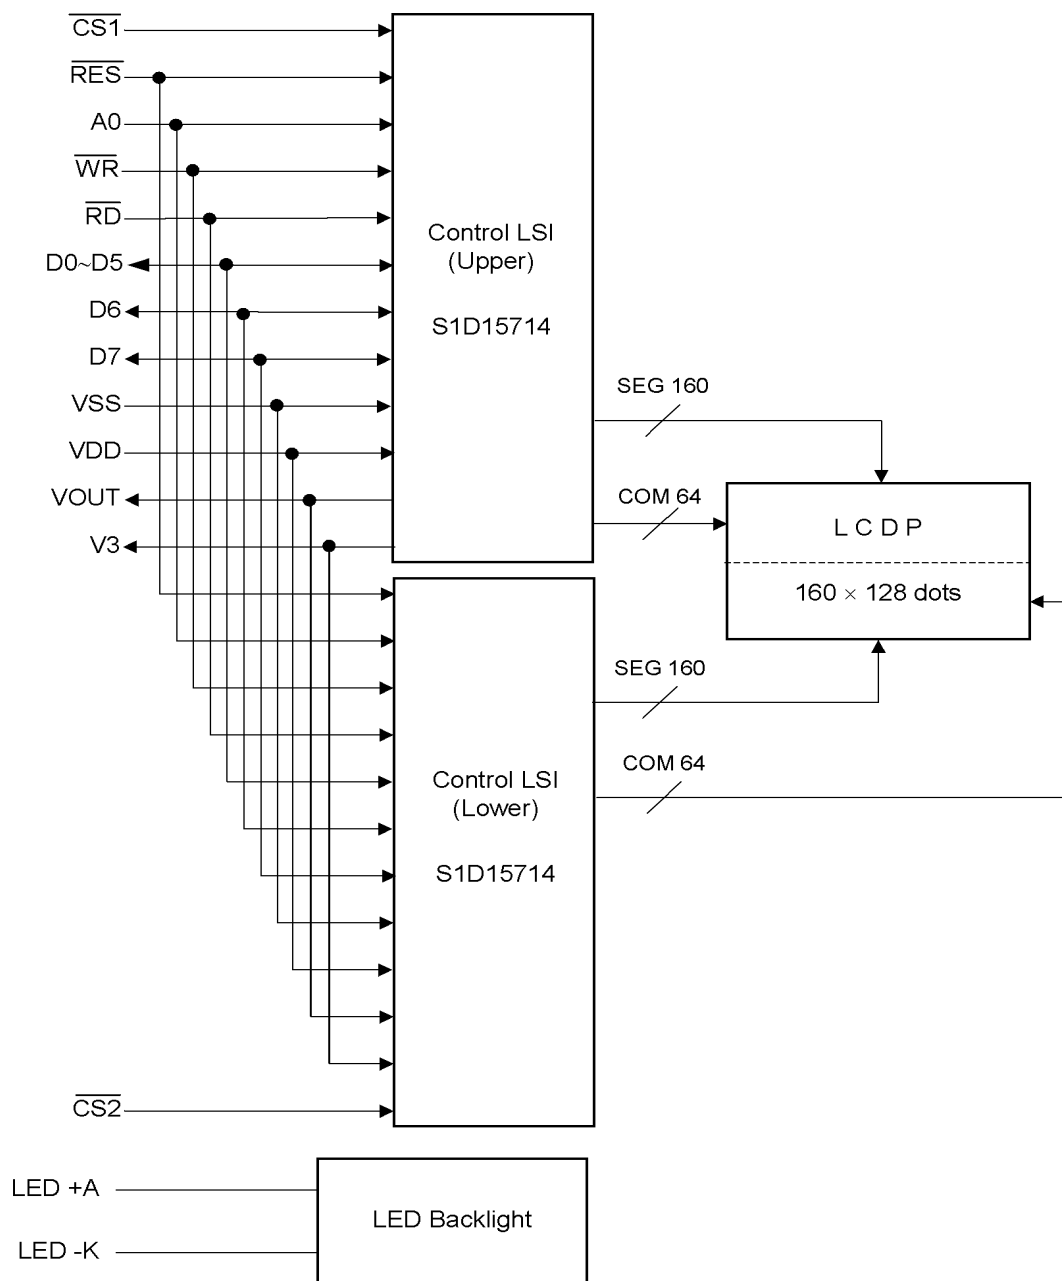 CS1
RES
A0
WR
RD
D0~D5
D6
D7
VSS
VDD
VOUT
V3
Control LSI
(Upper)
S1D15714
SEG 160
COM 64
L C D P
160 × 128 dots
SEG 160
COM 64
Control LSI
(Lower)
S1D15714
CS2
LED +A
LED -K
LED Backlight